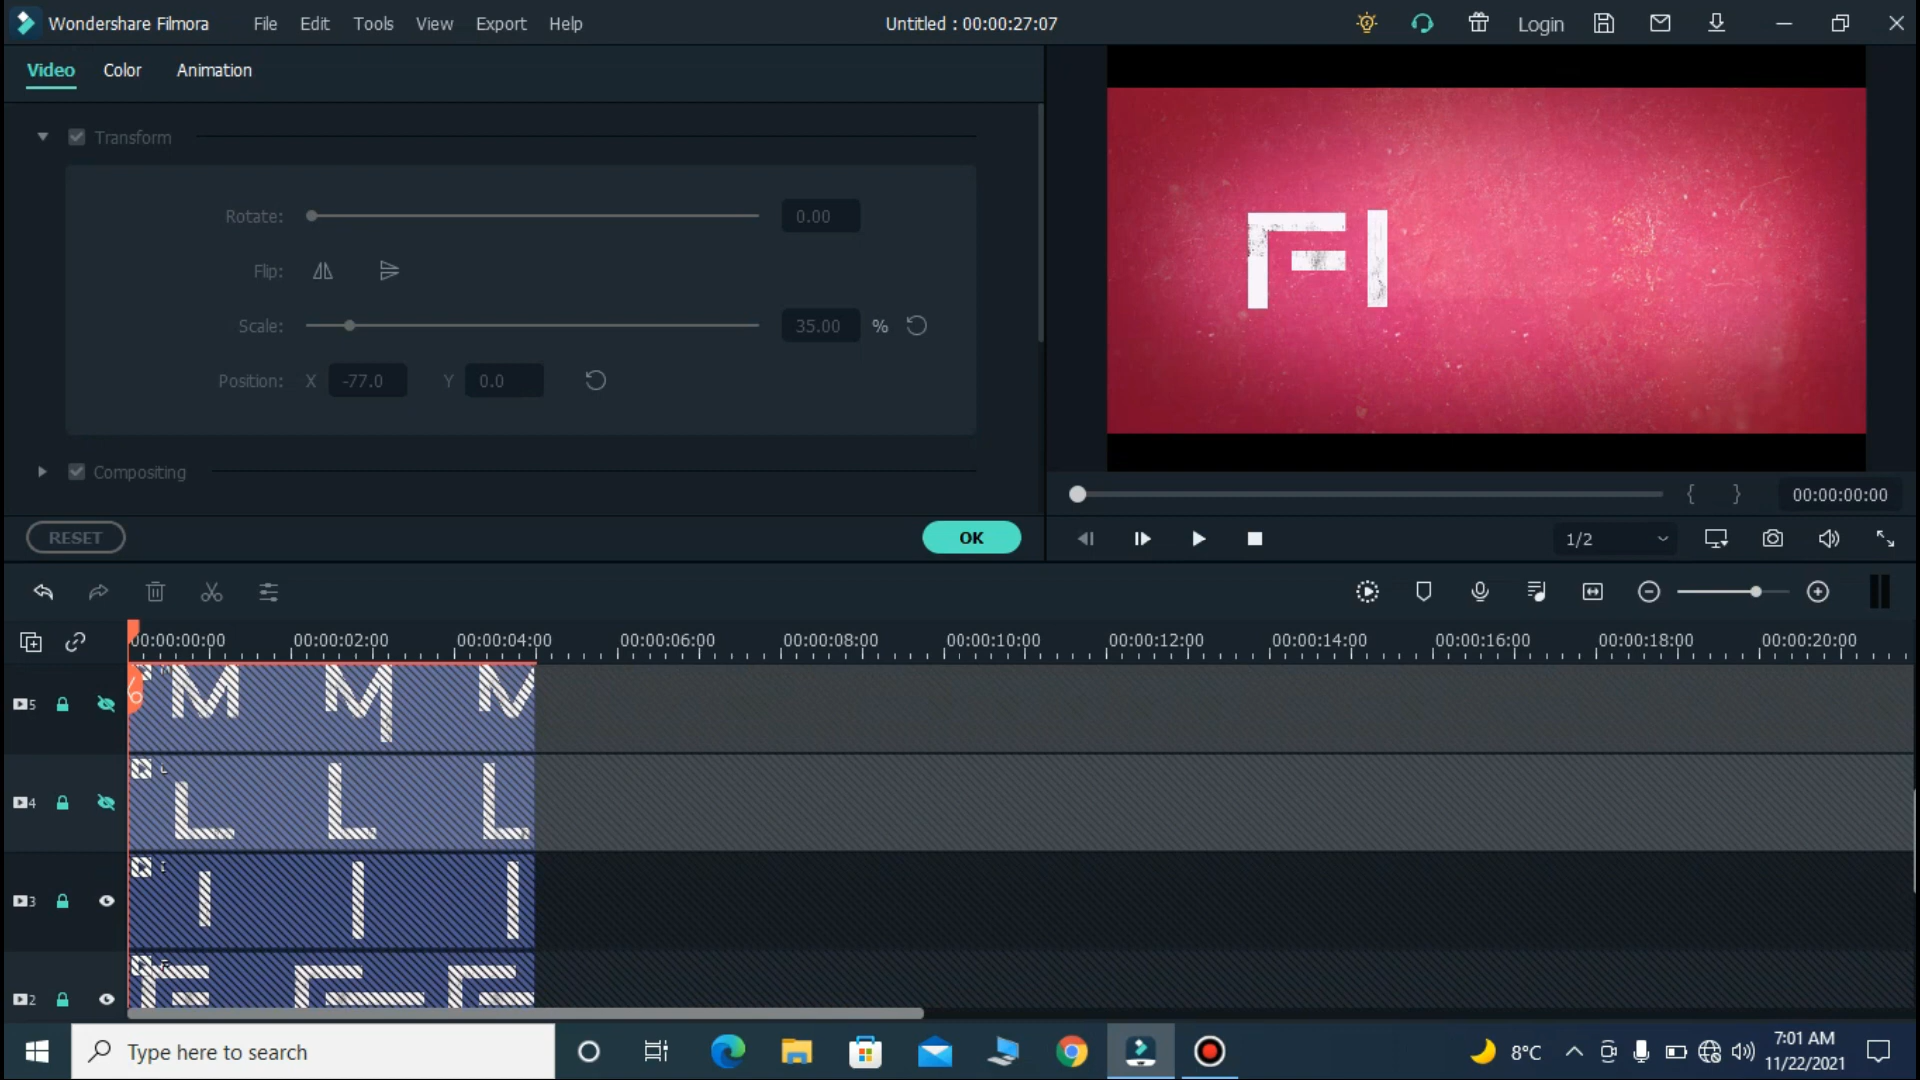 Wondershare Filmora File Edit Tools View Export Help Untitled : 00:00:27:07 Login
Video Color Animation
Transform
Rotate: 0.00
Flip:
Scale: 35.00 %
Position: X -77.0 Y 0.0
Compositing
RESET OK
FI
{ } 00:00:00:00
1/2
00:00:00:00 00:00:02:00 00:00:04:00 00:00:06:00 00:00:08:00 00:00:10:00 00:00:12:00 00:00:14:00 00:00:16:00 00:00:18:00 00:00:20:00
5 M M M M
4 L L L L
3 I I I I
2 F F F F
Type here to search
8°C
7:01 AM
11/22/2021